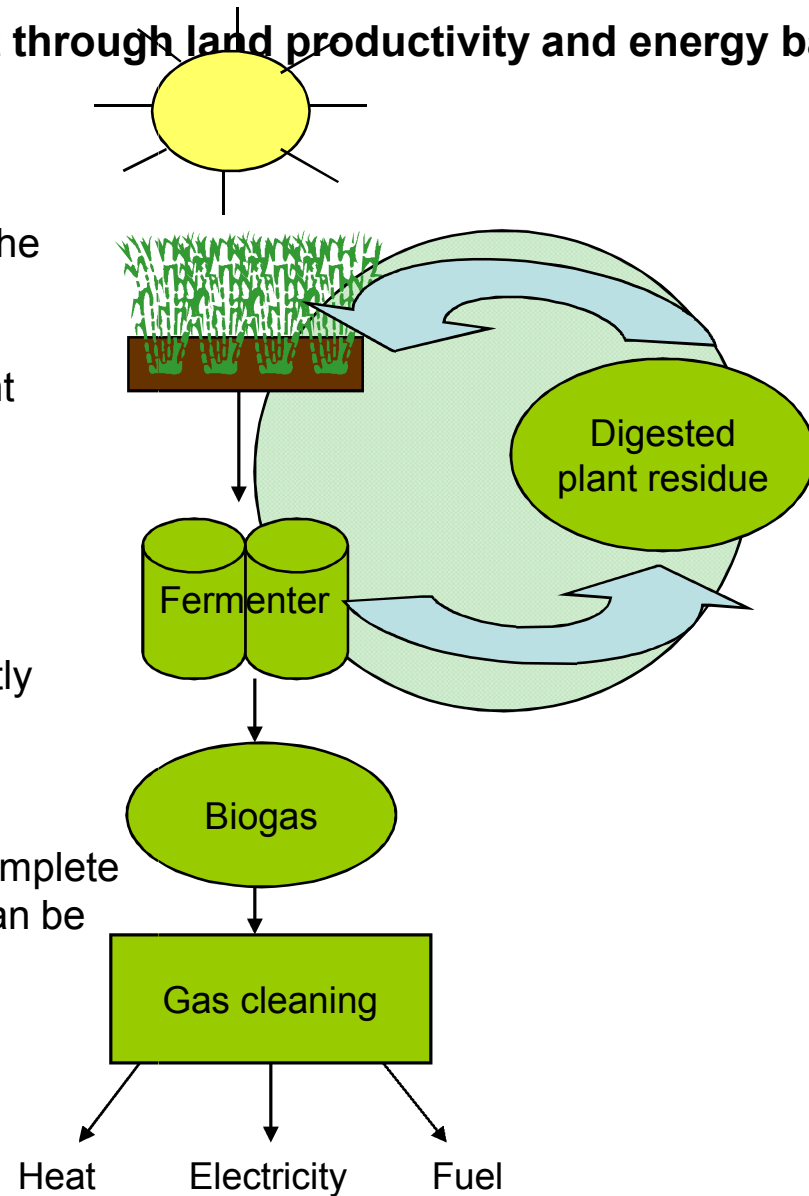 through land productivity and energy ba
he
nt
Digested
plant residue
Fermenter
tly
Biogas
mplete
an be
Gas cleaning
Heat Electricity Fuel